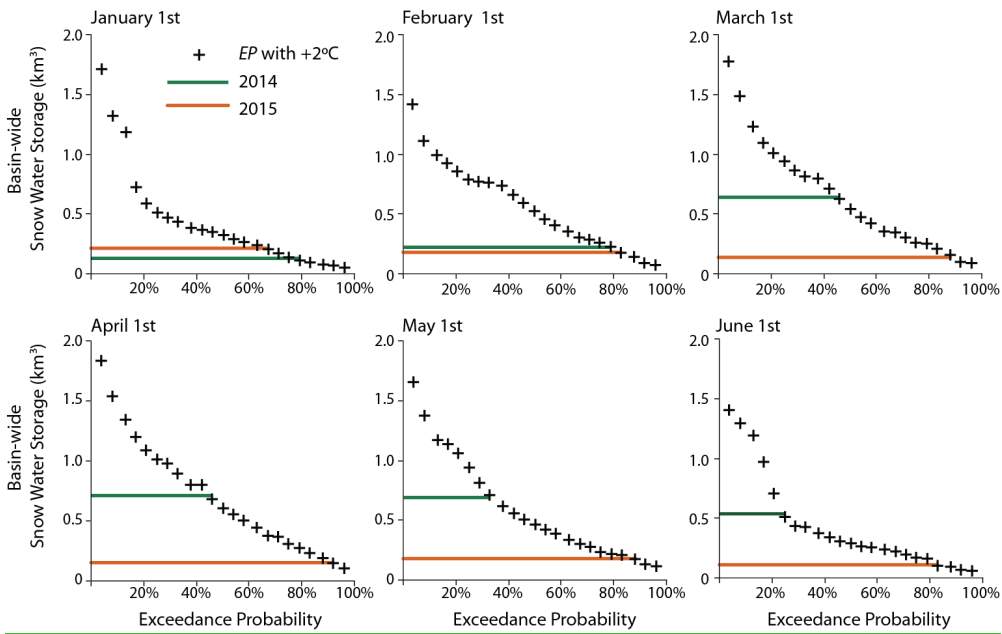 January 1st
February 1st
March 1st
2.0
1.5
1.0
0.5
0
20% 40% 60% 80% 100%
Basin-wide
Snow Water Storage (km³)
EP with +2ºC
2014
2015
2.0
1.5
1.0
0.5
0
20% 40% 60% 80% 100%
2.0
1.5
1.0
0.5
0
20% 40% 60% 80% 100%
April 1st
May 1st
June 1st
2.0
1.5
1.0
0.5
0
20% 40% 60% 80% 100%
Basin-wide
Snow Water Storage (km³)
Exceedance Probability
2.0
1.5
1.0
0.5
0
20% 40% 60% 80% 100%
Exceedance Probability
2.0
1.5
1.0
0.5
0
20% 40% 60% 80% 100%
Exceedance Probability